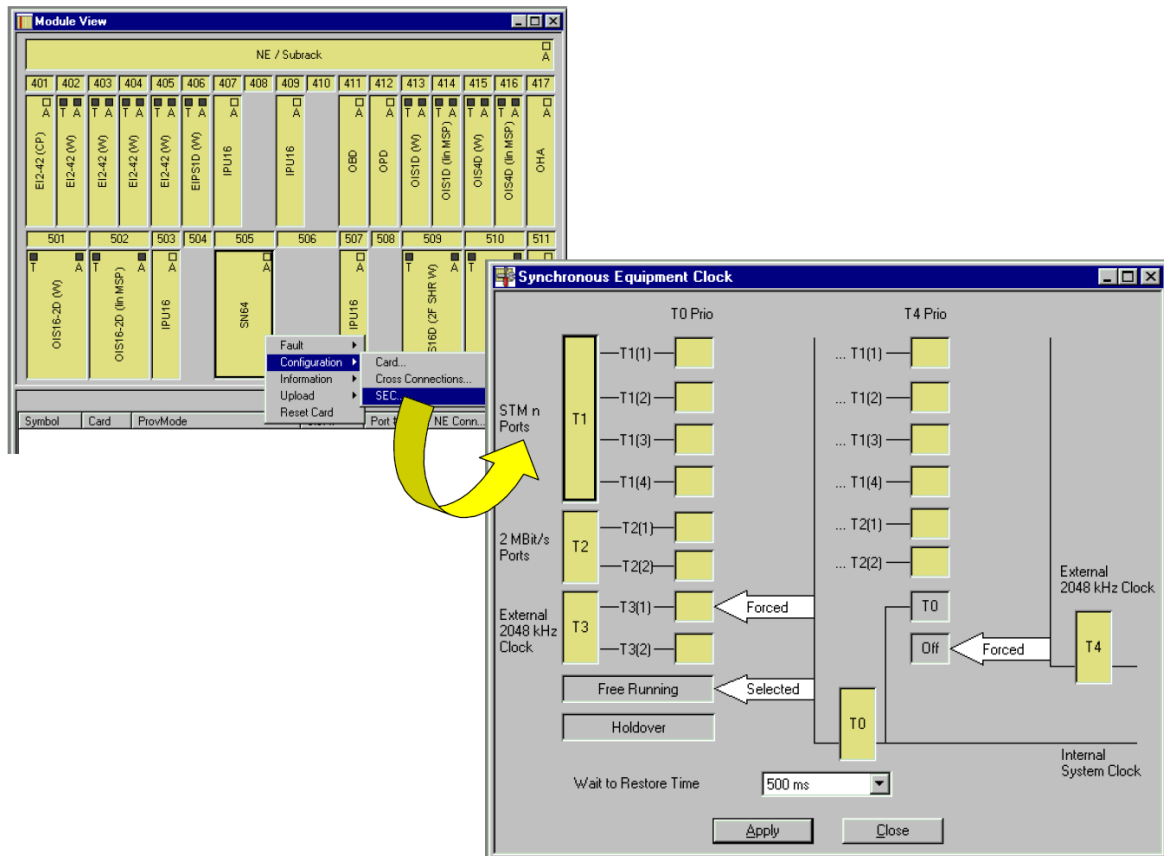 Module View
NE / Subrack
A
401 402 403 404 405 406 407 408 409 410 411 412 413 414 415 416 417
A T A T A T A T A T A A A A A T A T A T A T A A
EI2-42 (CP)
EI2-42 (W)
EI2-42 (W)
EI2-42 (W)
EI2-42 (W)
EIPS1D (W)
IPU16
IPU16
OBD
OPD
OIS1D (W)
OIS1D (lin MSP)
OIS4D (W)
OIS4D (lin MSP)
OHA
501 502 503 504 505 506 507 508 509 510 511
T A T A A A A T A T
OIS16-2D (W)
OIS16-2D (lin MSP)
IPU16
SN64
IPU16
S16D (2F SHR W)
Fault
Configuration
Information
Upload
Reset Card
Card...
Cross Connections...
SEC...
Symbol Card ProvMode Port NE Conn...
Synchronous Equipment Clock
T0 Prio T4 Prio
STM n
Ports
T1
T1(1)
T1(2)
T1(3)
T1(4)
2 MBit/s
Ports
T2
T2(1)
T2(2)
External
2048 kHz
Clock
T3
T3(1)
T3(2)
Forced
Free Running
Selected
Holdover
... T1(1)
... T1(2)
... T1(3)
... T1(4)
... T2(1)
... T2(2)
T0
Off
Forced
External
2048 kHz Clock
T4
T0
Internal
System Clock
Wait to Restore Time 500 ms
Apply Close